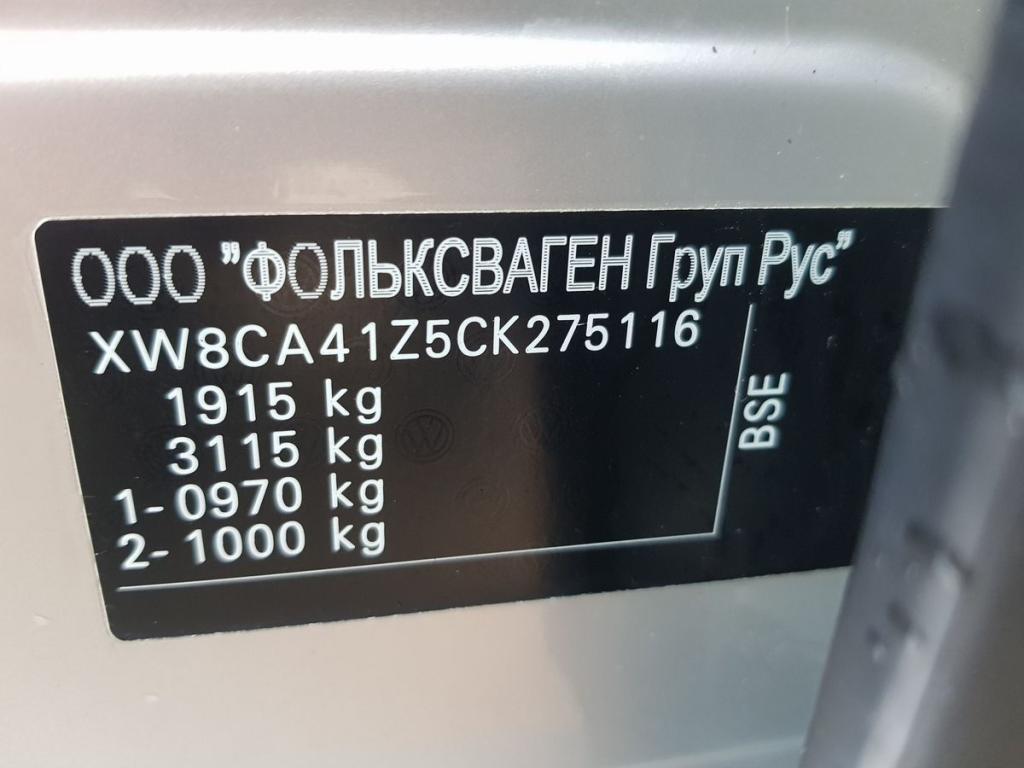 ООО "ФОЛЬКСВАГЕН Груп Рус"
XW8CA41Z5CK275116
1915 kg
3115 kg
1-0970 kg
2-1000 kg
BSE